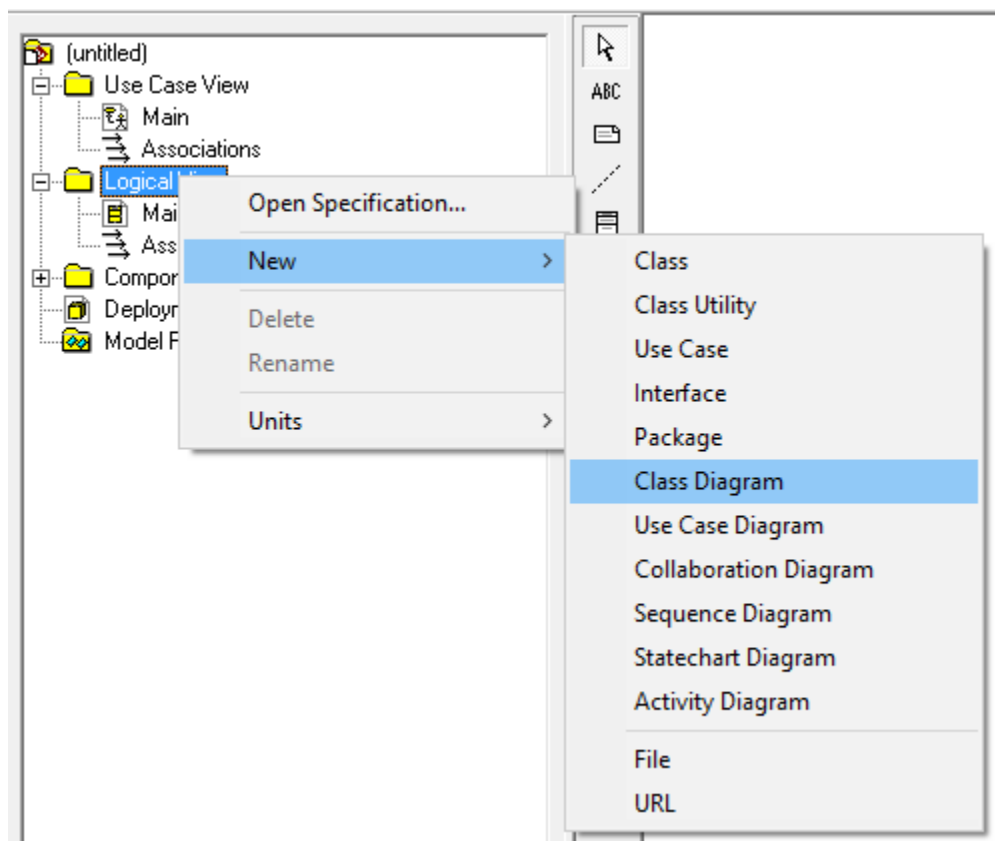 (untitled)
Use Case View
Main
Associations
Logical
Mai
Ass
Compor
Deployr
Model F
ABC
Open Specification...
New
Delete
Rename
Units
Class
Class Utility
Use Case
Interface
Package
Class Diagram
Use Case Diagram
Collaboration Diagram
Sequence Diagram
Statechart Diagram
Activity Diagram
File
URL